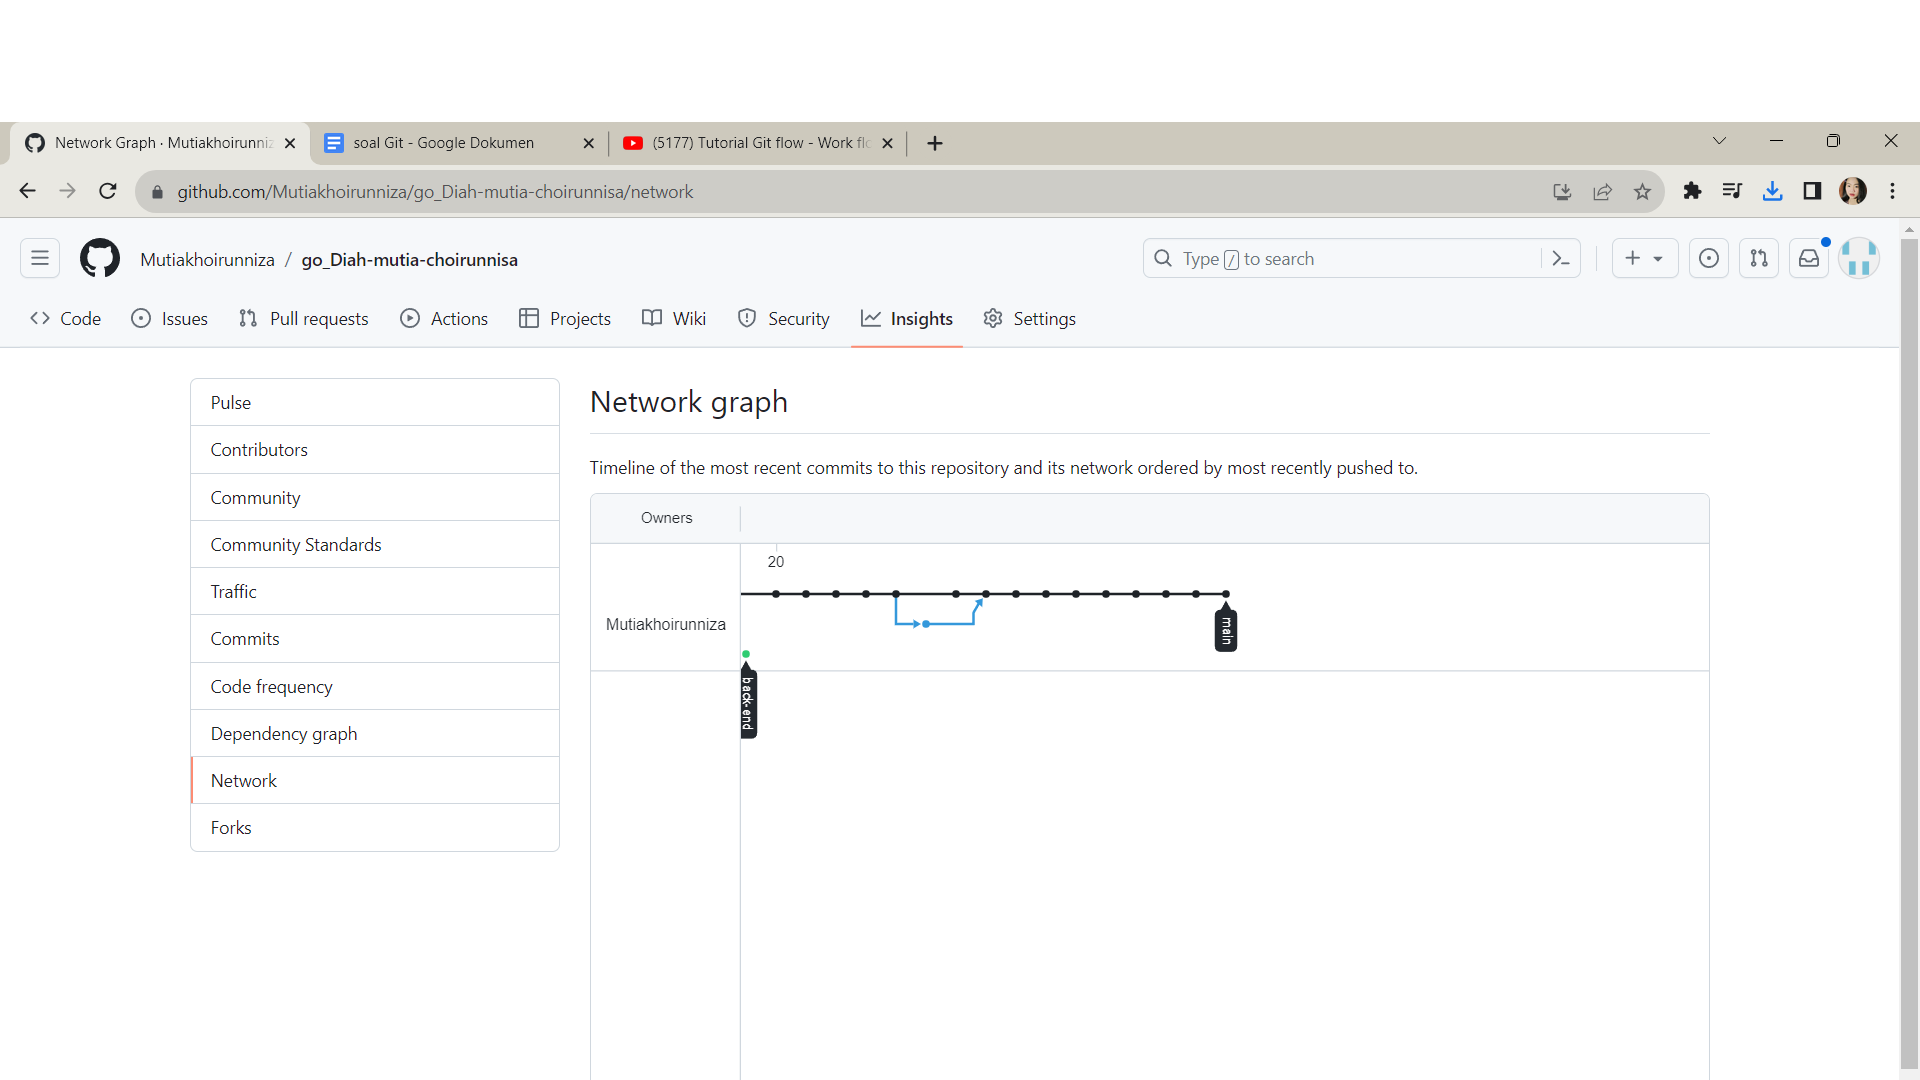 Network Graph · Mutiakhoirunniz
soal Git - Google Dokumen
(5177) Tutorial Git flow - Work flo
github.com/Mutiakhoirunniza/go_Diah-mutia-choirunnisa/network
Mutiakhoirunniza / go_Diah-mutia-choirunnisa
Type / to search
Code Issues Pull requests Actions Projects Wiki Security Insights Settings
Pulse
Contributors
Community
Community Standards
Traffic
Commits
Code frequency
Dependency graph
Network
Forks
Network graph
Timeline of the most recent commits to this repository and its network ordered by most recently pushed to.
Owners
20
Mutiakhoirunniza
main
back-end